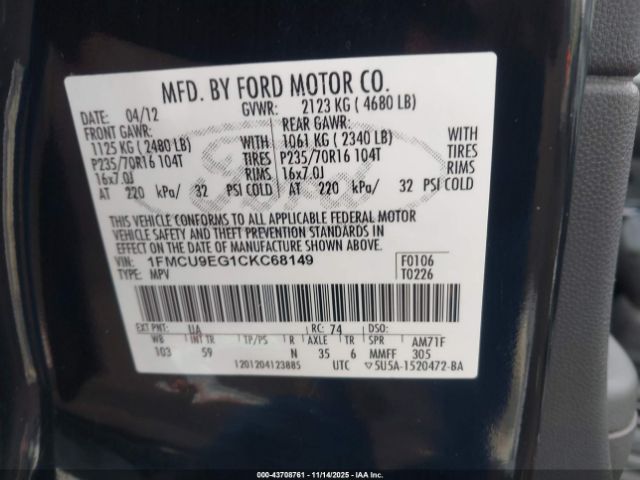 MFD. BY FORD MOTOR CO.
DATE: 04/12 GVWR: 2123 KG ( 4680 LB)
FRONT GAWR: REAR GAWR:
1125 KG ( 2480 LB) WITH 1061 KG ( 2340 LB) WITH
P235/70R16 104T TIRES P235/70R16 104T TIRES
16x7.0J RIMS 16x7.0J RIMS
AT 220 kPa/ 32 PSI COLD AT 220 kPa/ 32 PSI COLD
Ford
THIS VEHICLE CONFORMS TO ALL APPLICABLE FEDERAL MOTOR
VEHICLE SAFETY AND THEFT PREVENTION STANDARDS IN
EFFECT ON THE DATE OF MANUFACTURE SHOWN ABOVE.
VIN: 1FMCU9EG1CKC68149 F0106
TYPE: MPV T0226
EXT PNT: UA RC: 74 DSO:
WB INT TR TP/PS R AXLE TR SPR AM71F
103 59 N 35 6 MMFF 305
1201204123885 UTC ▽5U5A-1520472-BA
000-43708761 - 11/14/2025 - IAA, Inc.